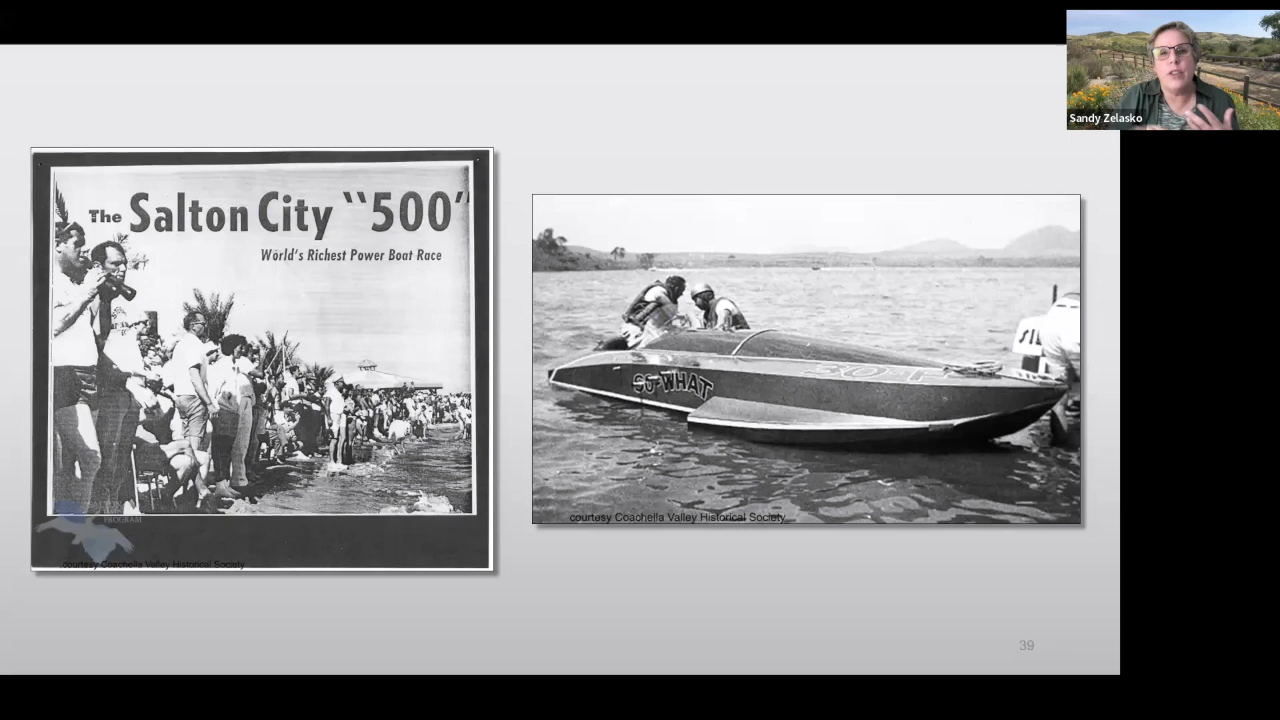 Sandy Zelasko
The Salton City "500"
World's Richest Power Boat Race
PROGRAM
courtesy Coachella Valley Historical Society
SO-WHAT
courtesy Coachella Valley Historical Society
39